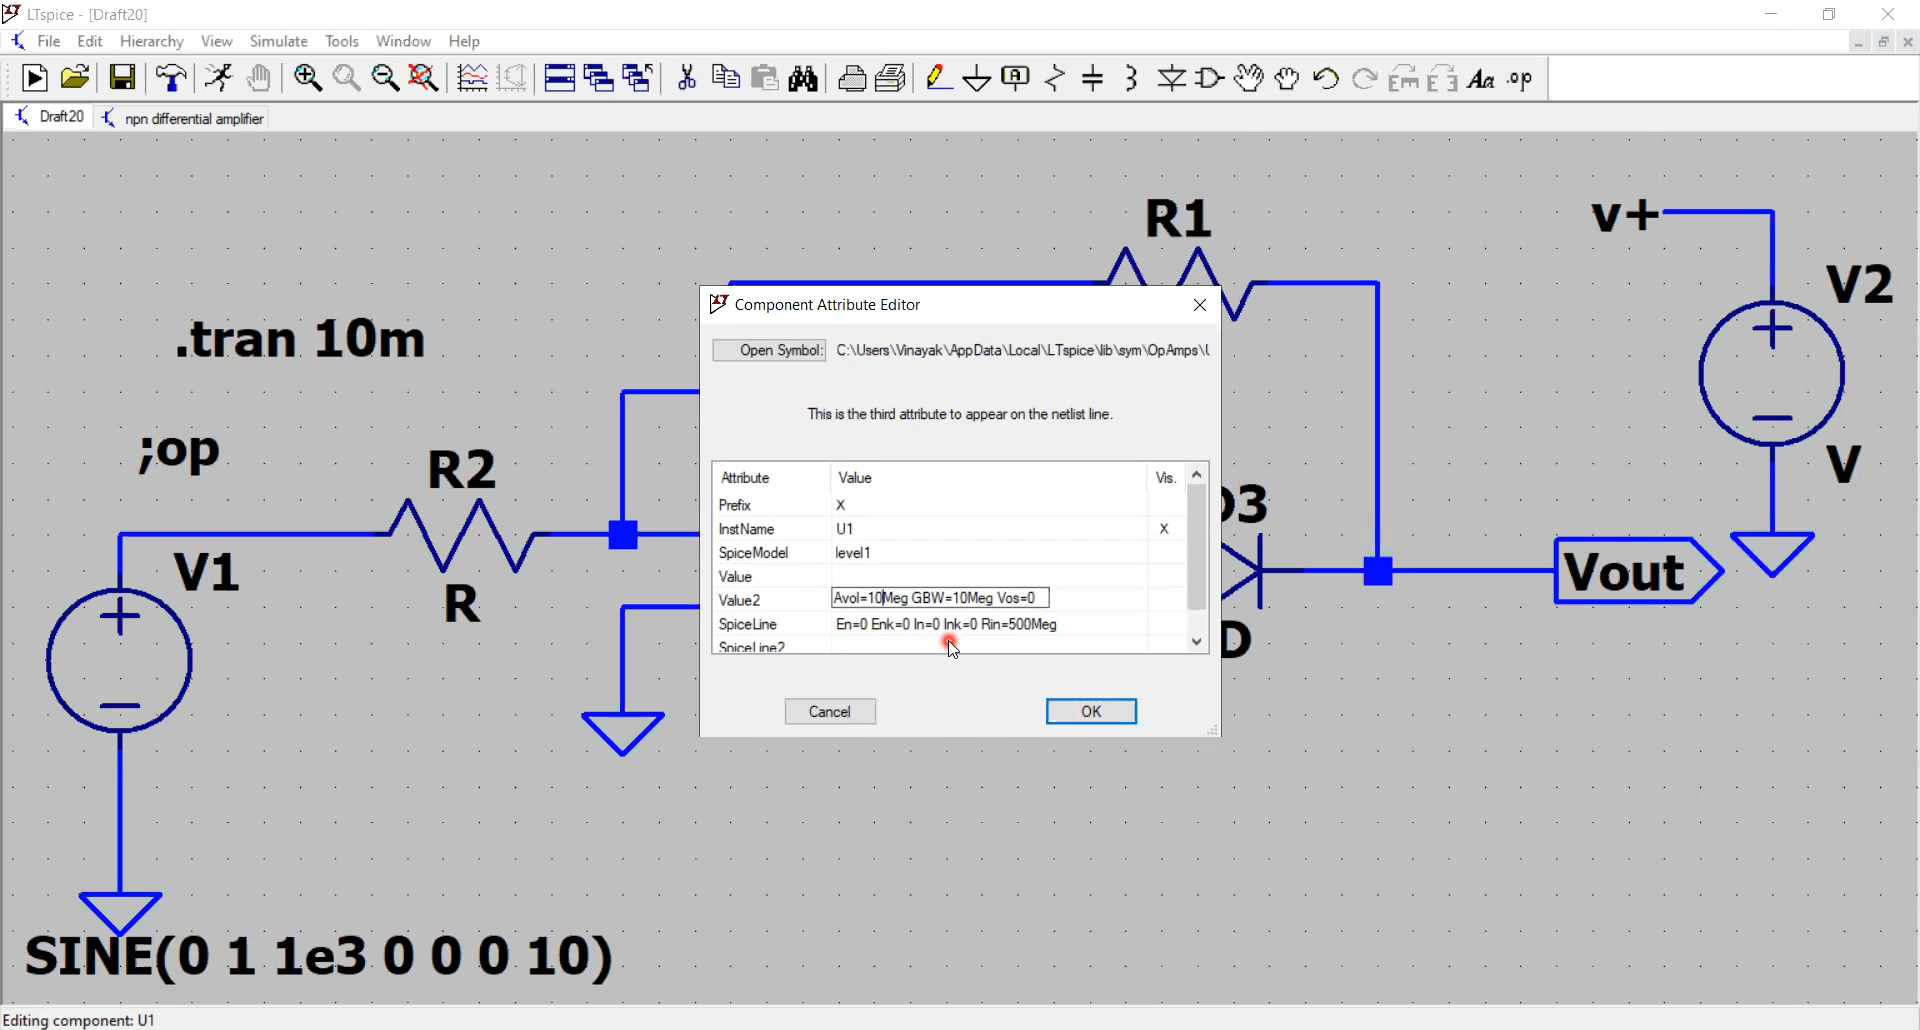 LTspice - [Draft20]
File Edit Hierarchy View Simulate Tools Window Help
Aa .op
Draft20 npn differential amplifier
R1
v+
V2
.tran 10m
Component Attribute Editor
Open Symbol: C:\Users\Vinayak\AppData\Local\LTspice\lib\sym\OpAmps\U
This is the third attribute to appear on the netlist line.
;op
R2
V
Attribute Value Vis.
Prefix X
InstName U1 X
SpiceModel level1
Value
Value2 Avol=10Meg GBW=10Meg Vos=0
SpiceLine En=0 Enk=0 In=0 Ink=0 Rin=500Meg
SpiceLine2
D3
Vout
V1
R
D
Cancel OK
SINE(0 1 1e3 0 0 0 10)
Editing component: U1